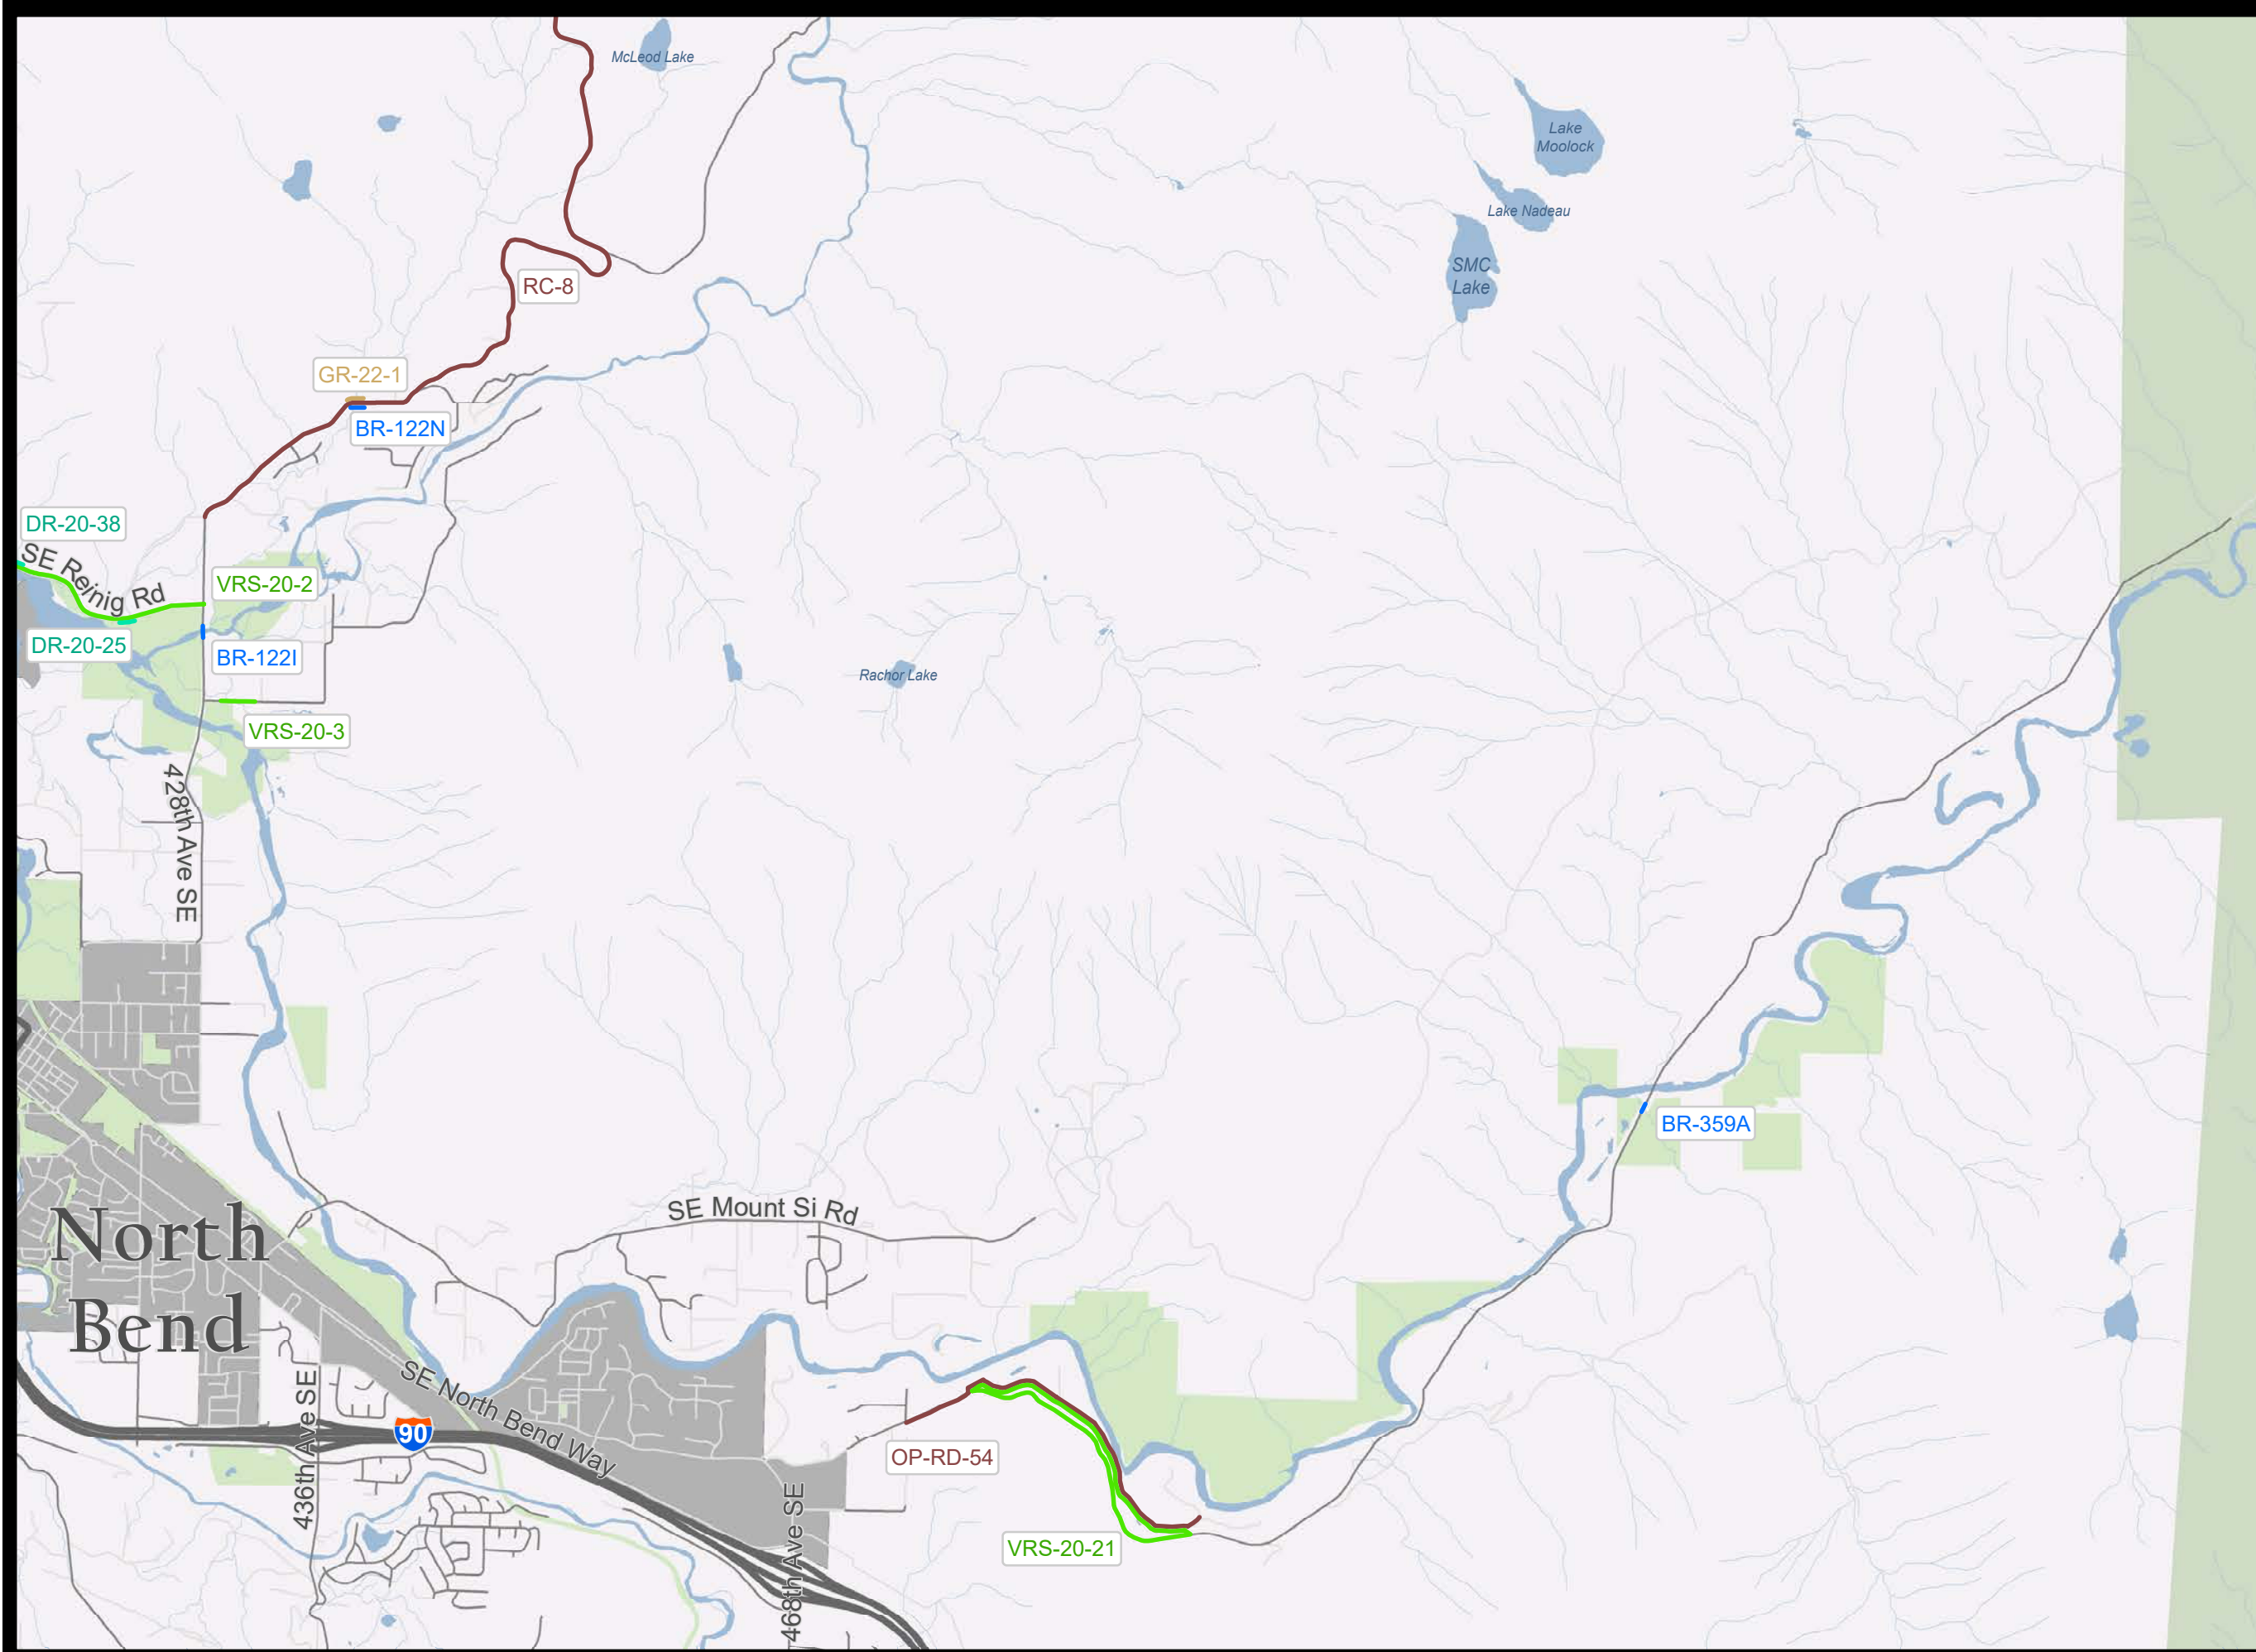 McLeod Lake
Lake
Moolock
Lake Nadeau
SMC
Lake
RC-8
GR-22-1
BR-122N
DR-20-38
SE Reinig Rd
VRS-20-2
DR-20-25
BR-122I
Rachor Lake
VRS-20-3
428th Ave SE
BR-359A
SE Mount Si Rd
North
Bend
SE North Bend Way
436th Ave SE
90
OP-RD-54
468th Ave SE
VRS-20-21